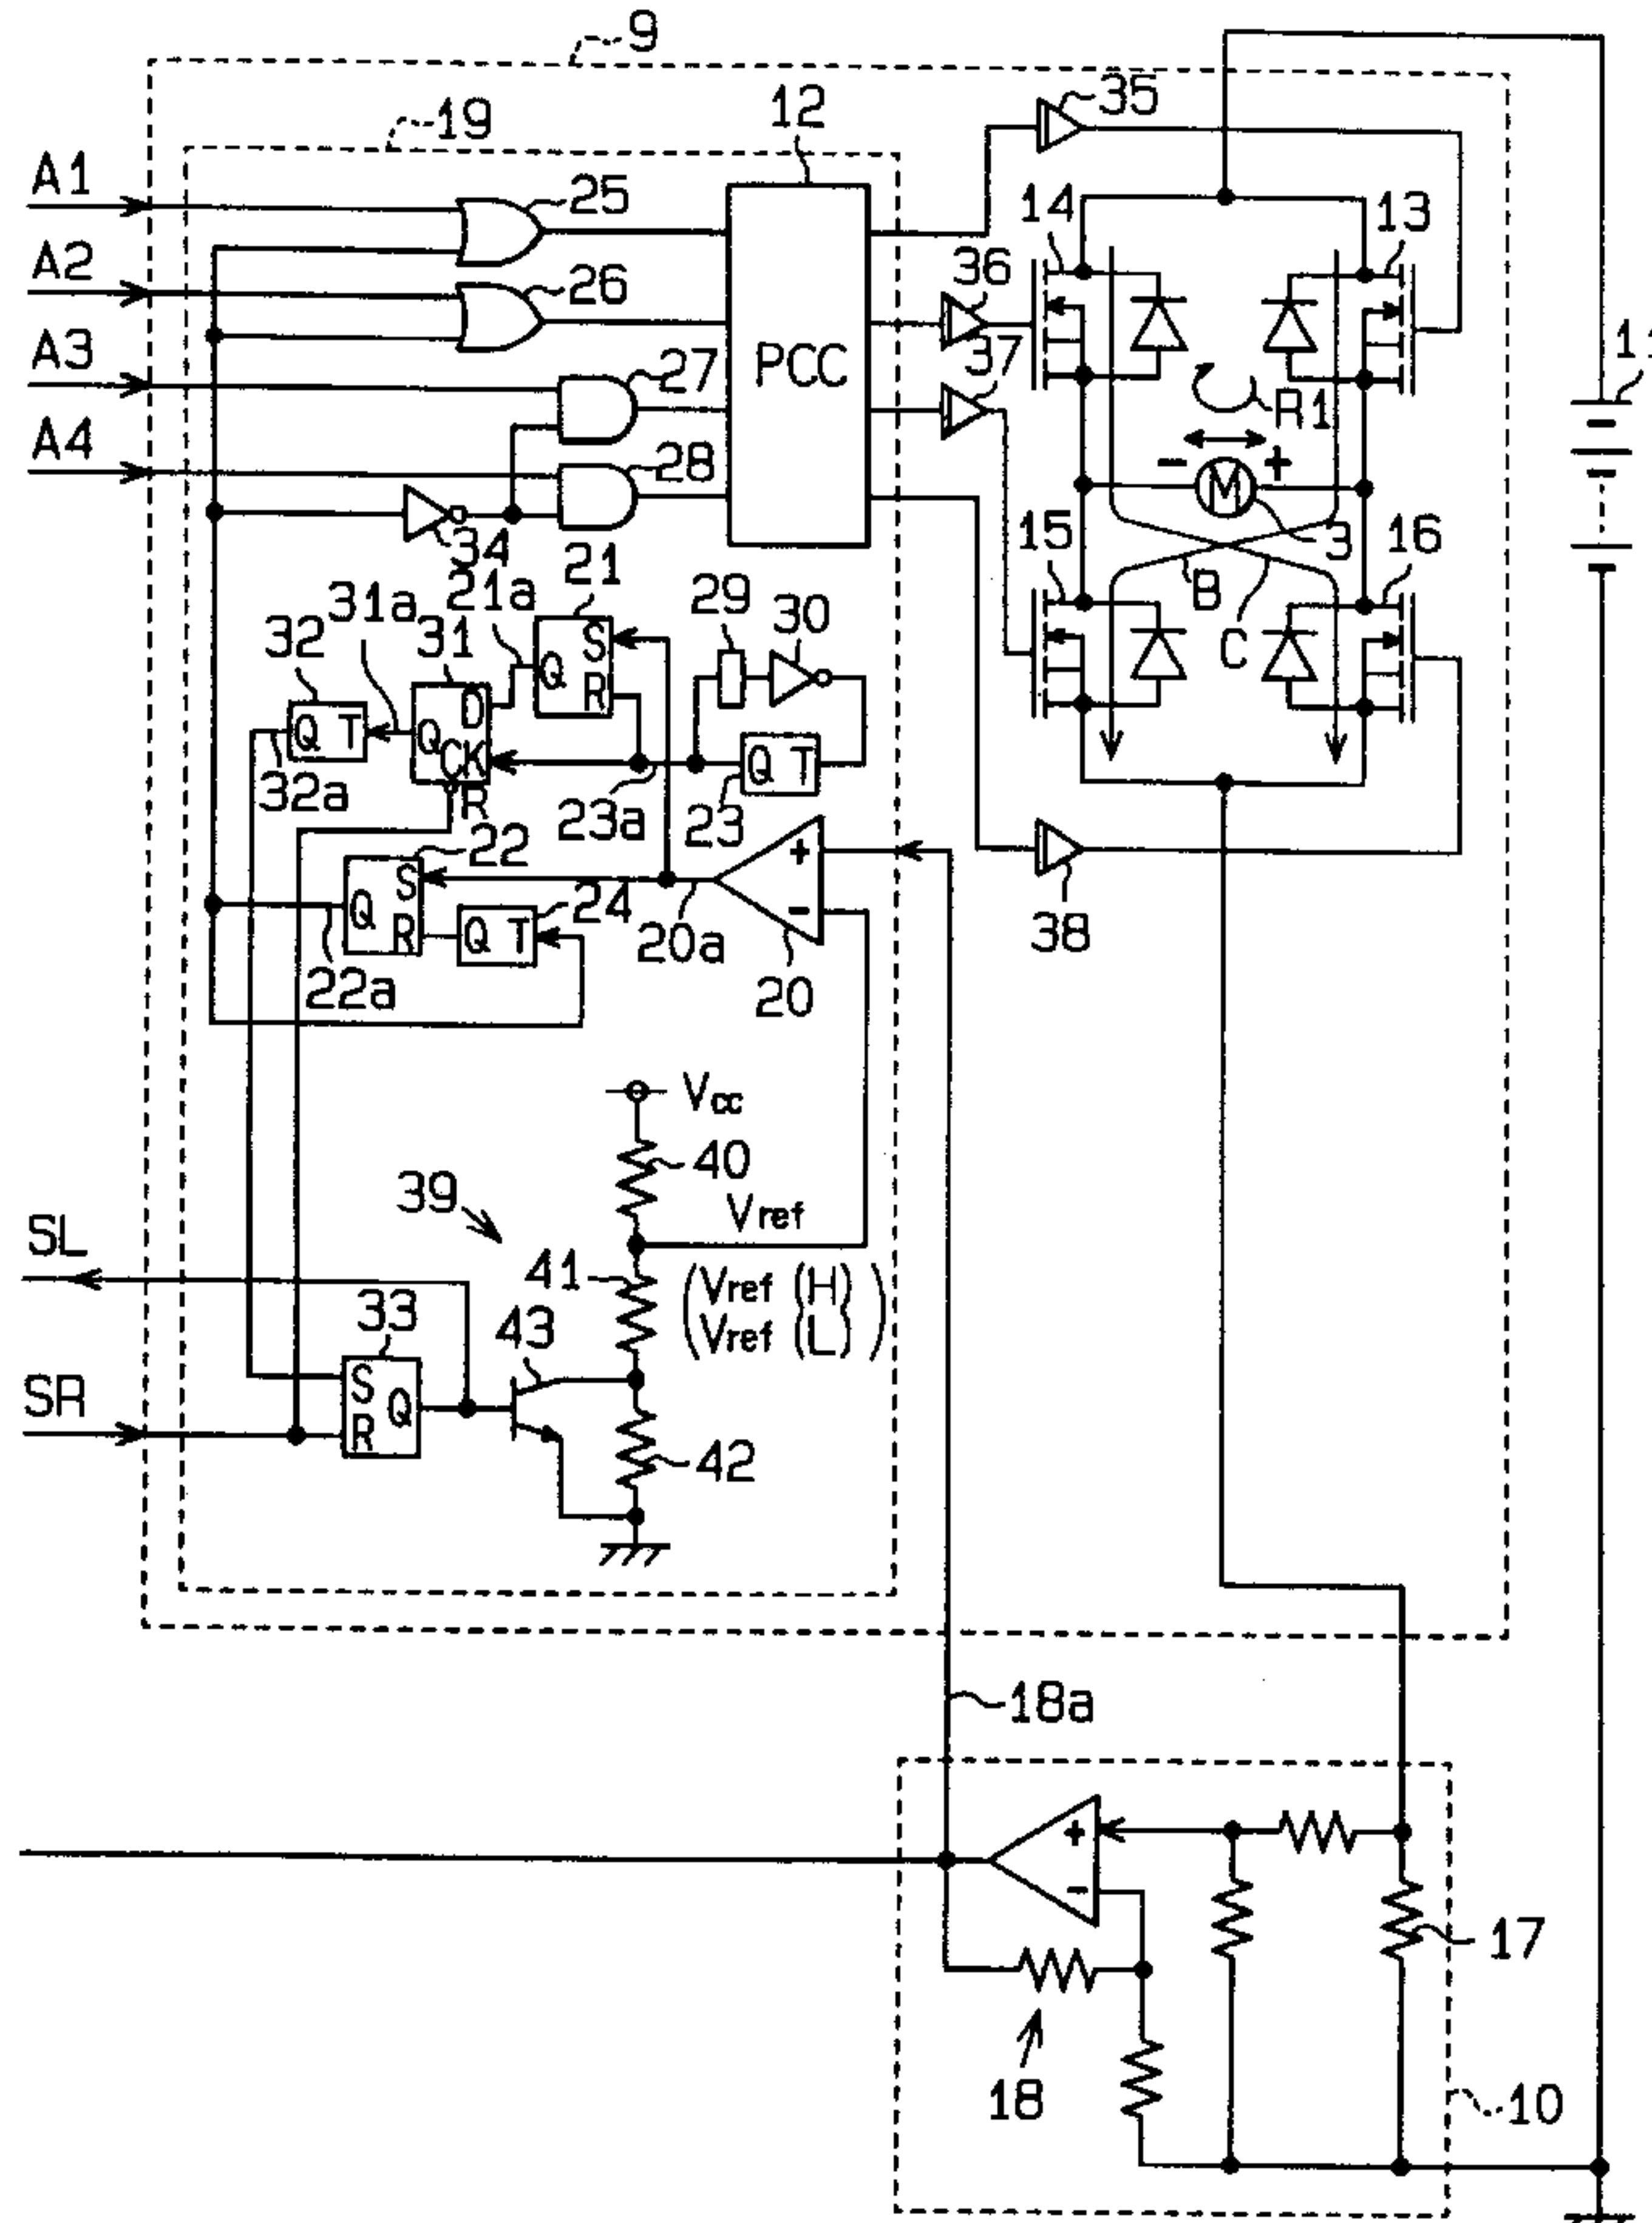 9
19
12
35
A1
25
14
13
A2
26
36
11
A3
27
PCC
37
R1
A4
28
- M +
34
15
3
16
21
B
C
21a
29
30
31a
31
32
Q
S
R
Q T
Q
D
CK
R
Q T
32a
23a
23
22
Q
S
R
Q T
24
+
-
20a
20
22a
38
Vcc
40
39
Vref
41
Vref (H)
Vref (L)
SL
33
43
SR
S
R
Q
42
18a
+
-
17
18
10